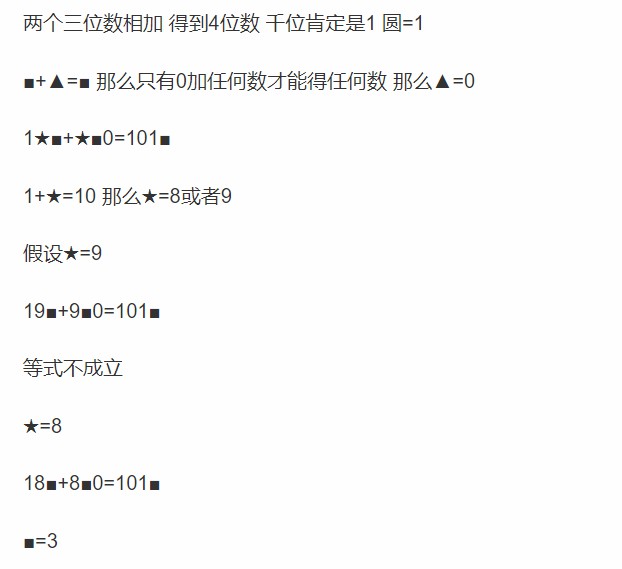 两个三位数相加 得到4位数 千位肯定是1 圆=1
■+▲=■ 那么只有0加任何数才能得任何数 那么▲=0
1★■+★■0=101■
1+★=10 那么★=8或者9
假设★=9
19■+9■0=101■
等式不成立
★=8
18■+8■0=101■
■=3